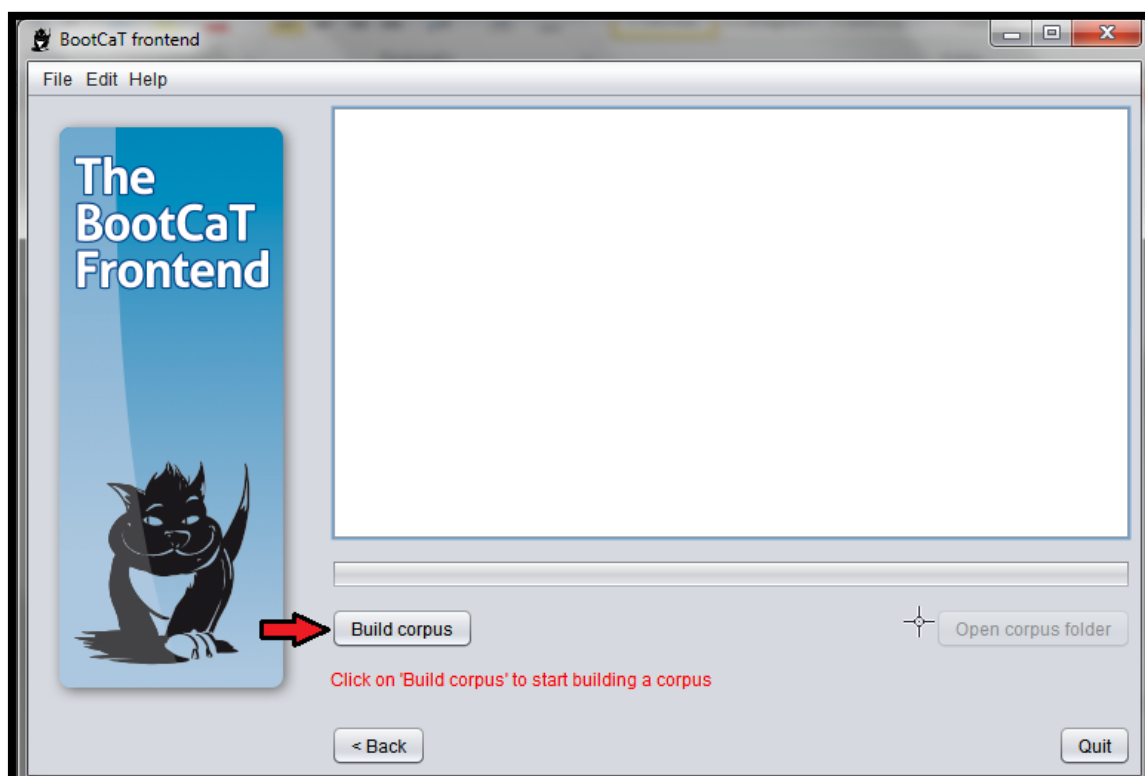 BootCaT frontend
File Edit Help
The
BootCaT
Frontend
Build corpus
Open corpus folder
Click on 'Build corpus' to start building a corpus
< Back
Quit